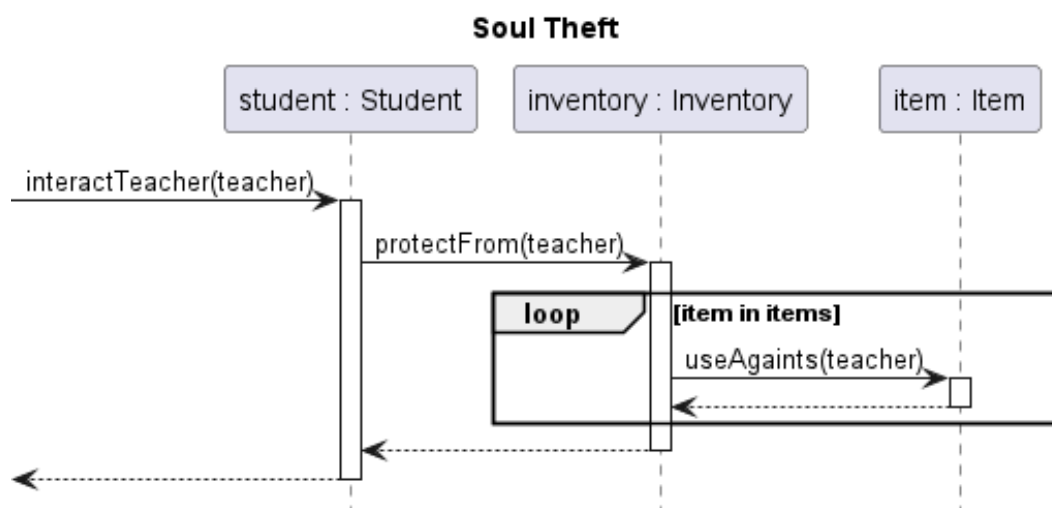 Soul Theft
student : Student
inventory : Inventory
item : Item
interactTeacher(teacher)
protectFrom(teacher)
loop
[item in items]
useAgaints(teacher)